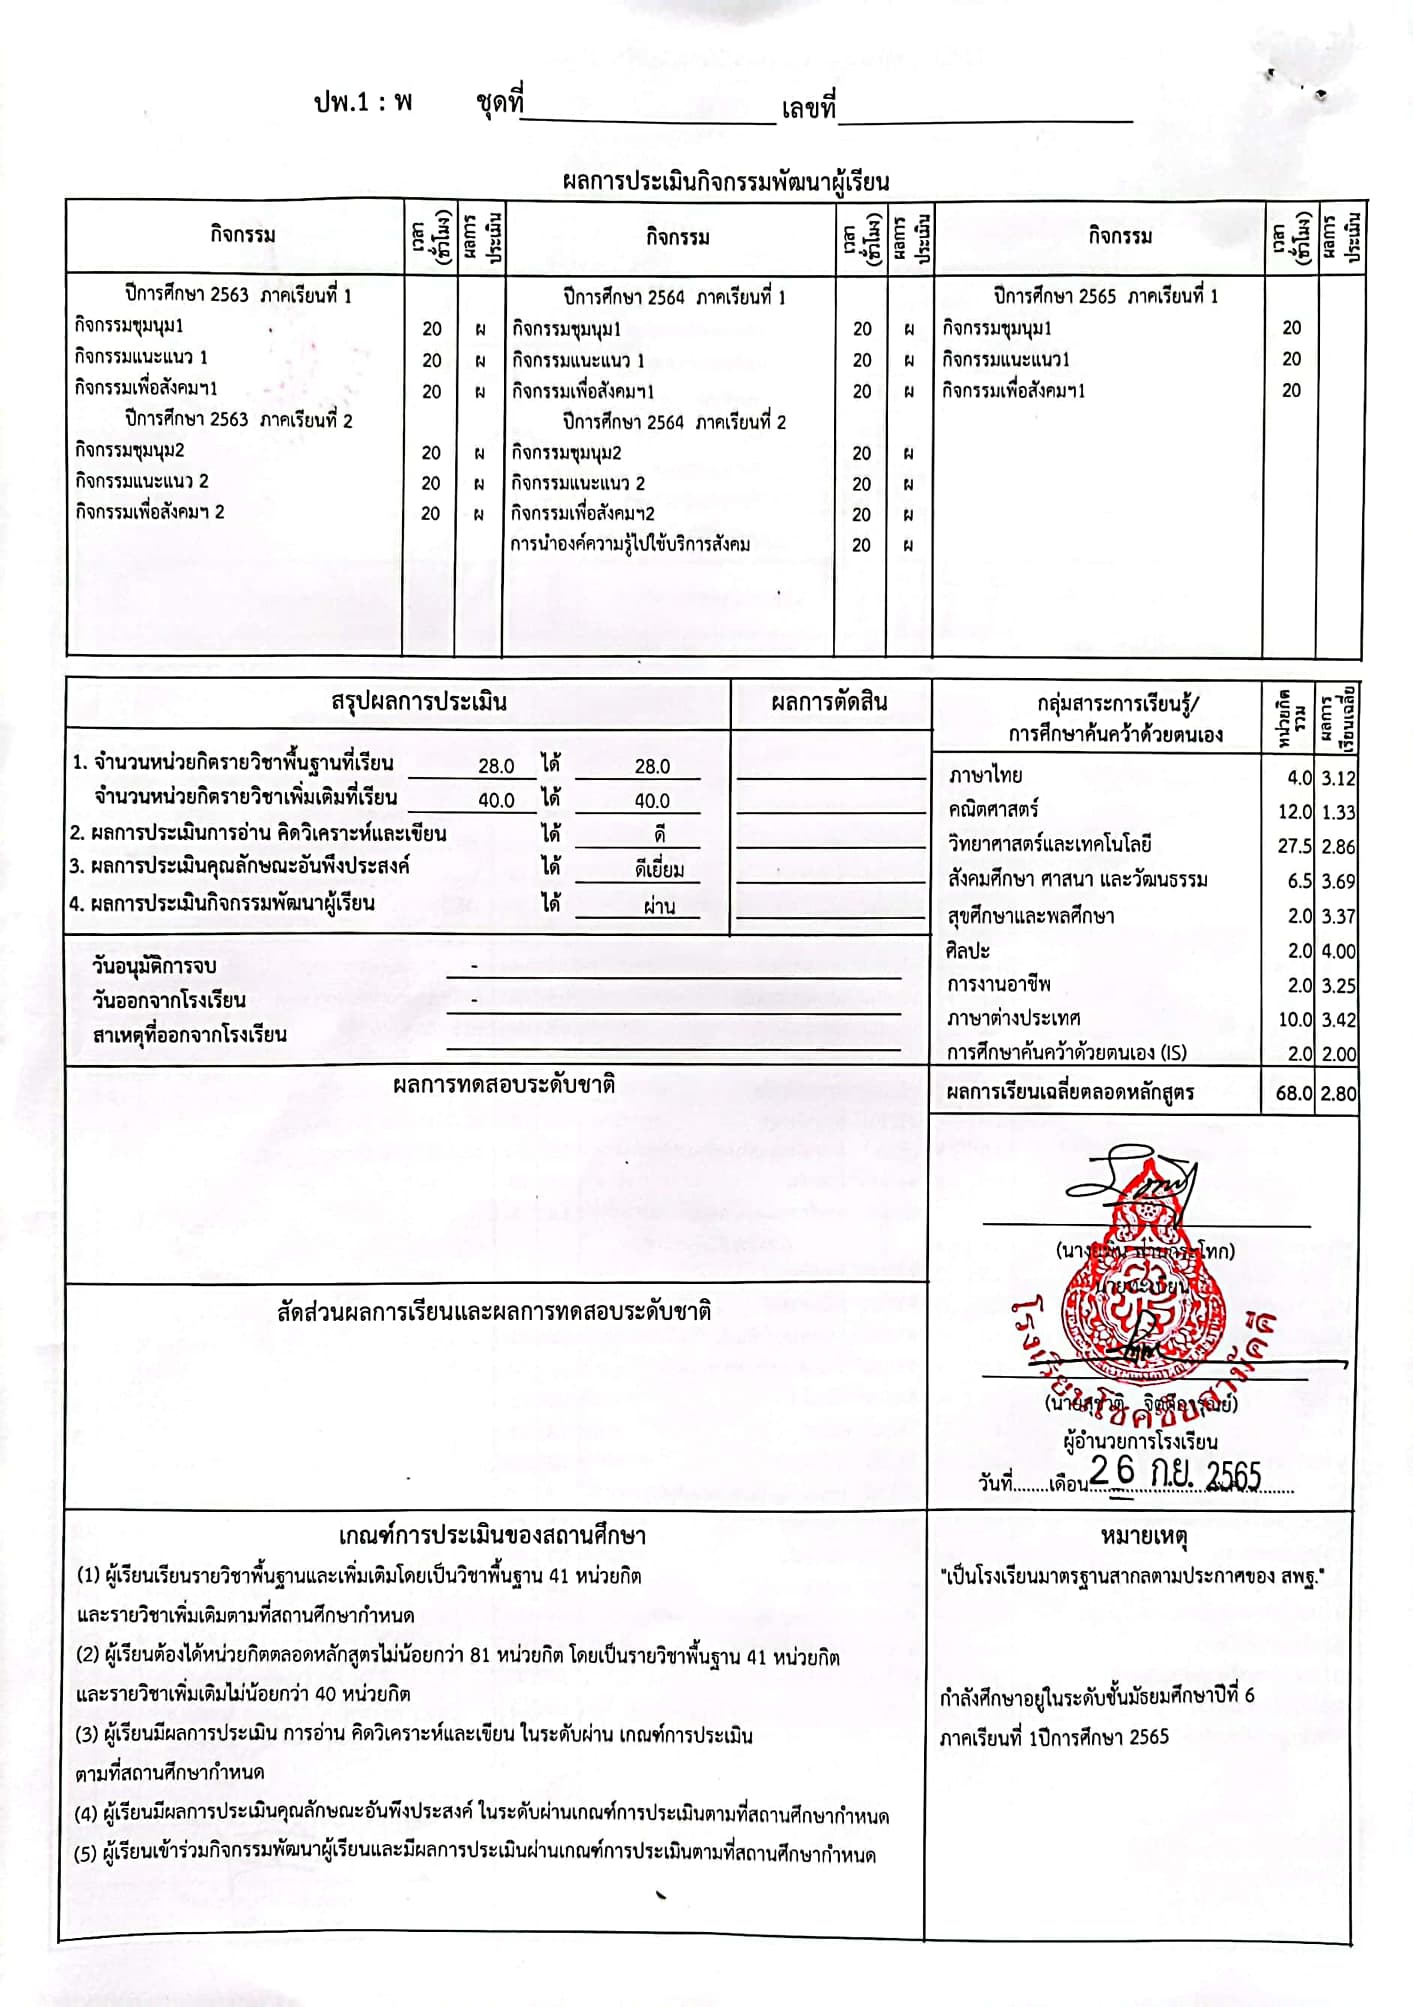 ปพ.1 : พ ชุดที่ เลขที่
ผลการประเมินกิจกรรมพัฒนาผู้เรียน
กิจกรรม เวลา (ชั่วโมง) ผลการประเมิน กิจกรรม เวลา (ชั่วโมง) ผลการประเมิน กิจกรรม เวลา (ชั่วโมง) ผลการประเมิน
ปีการศึกษา 2563 ภาคเรียนที่ 1 ปีการศึกษา 2564 ภาคเรียนที่ 1 ปีการศึกษา 2565 ภาคเรียนที่ 1
กิจกรรมชุมนุม1 20 ผ กิจกรรมชุมนุม1 20 ผ กิจกรรมชุมนุม1 20
กิจกรรมแนะแนว 1 20 ผ กิจกรรมแนะแนว 1 20 ผ กิจกรรมแนะแนว1 20
กิจกรรมเพื่อสังคมฯ1 20 ผ กิจกรรมเพื่อสังคมฯ1 20 ผ กิจกรรมเพื่อสังคมฯ1 20
ปีการศึกษา 2563 ภาคเรียนที่ 2 ปีการศึกษา 2564 ภาคเรียนที่ 2
กิจกรรมชุมนุม2 20 ผ กิจกรรมชุมนุม2 20 ผ
กิจกรรมแนะแนว 2 20 ผ กิจกรรมแนะแนว 2 20 ผ
กิจกรรมเพื่อสังคมฯ 2 20 ผ กิจกรรมเพื่อสังคมฯ2 20 ผ
การนำองค์ความรู้ไปใช้บริการสังคม 20 ผ
สรุปผลการประเมิน ผลการตัดสิน
1. จำนวนหน่วยกิตรายวิชาพื้นฐานที่เรียน 28.0 ได้ 28.0
จำนวนหน่วยกิตรายวิชาเพิ่มเติมที่เรียน 40.0 ได้ 40.0
2. ผลการประเมินการอ่าน คิดวิเคราะห์และเขียน ได้ ดี
3. ผลการประเมินคุณลักษณะอันพึงประสงค์ ได้ ดีเยี่ยม
4. ผลการประเมินกิจกรรมพัฒนาผู้เรียน ได้ ผ่าน
วันอนุมัติการจบ -
วันออกจากโรงเรียน -
สาเหตุที่ออกจากโรงเรียน
กลุ่มสาระการเรียนรู้/ หน่วยกิตรวม ผลการเรียนเฉลี่ย
การศึกษาค้นคว้าด้วยตนเอง
ภาษาไทย 4.0 3.12
คณิตศาสตร์ 12.0 1.33
วิทยาศาสตร์และเทคโนโลยี 27.5 2.86
สังคมศึกษา ศาสนา และวัฒนธรรม 6.5 3.69
สุขศึกษาและพลศึกษา 2.0 3.37
ศิลปะ 2.0 4.00
การงานอาชีพ 2.0 3.25
ภาษาต่างประเทศ 10.0 3.42
การศึกษาค้นคว้าด้วยตนเอง (IS) 2.0 2.00
ผลการเรียนเฉลี่ยตลอดหลักสูตร 68.0 2.80
ผลการทดสอบระดับชาติ
สัดส่วนผลการเรียนและผลการทดสอบระดับชาติ
นายทะเบียน
โรงเรียนโชคชัยสามัคคี
(นายสุชาติ
ผู้อำนวยการโรงเรียน
วันที่........เดือน 26 ก.ย. 2565
เกณฑ์การประเมินของสถานศึกษา
(1) ผู้เรียนเรียนรายวิชาพื้นฐานและเพิ่มเติมโดยเป็นวิชาพื้นฐาน 41 หน่วยกิต
และรายวิชาเพิ่มเติมตามที่สถานศึกษากำหนด
(2) ผู้เรียนต้องได้หน่วยกิตตลอดหลักสูตรไม่น้อยกว่า 81 หน่วยกิต โดยเป็นรายวิชาพื้นฐาน 41 หน่วยกิต
และรายวิชาเพิ่มเติมไม่น้อยกว่า 40 หน่วยกิต
(3) ผู้เรียนมีผลการประเมิน การอ่าน คิดวิเคราะห์และเขียน ในระดับผ่าน เกณฑ์การประเมิน
ตามที่สถานศึกษากำหนด
(4) ผู้เรียนมีผลการประเมินคุณลักษณะอันพึงประสงค์ ในระดับผ่านเกณฑ์การประเมินตามที่สถานศึกษากำหนด
(5) ผู้เรียนเข้าร่วมกิจกรรมพัฒนาผู้เรียนและมีผลการประเมินผ่านเกณฑ์การประเมินตามที่สถานศึกษากำหนด
หมายเหตุ
"เป็นโรงเรียนมาตรฐานสากลตามประกาศของ สพฐ."
กำลังศึกษาอยู่ในระดับชั้นมัธยมศึกษาปีที่ 6
ภาคเรียนที่ 1ปีการศึกษา 2565